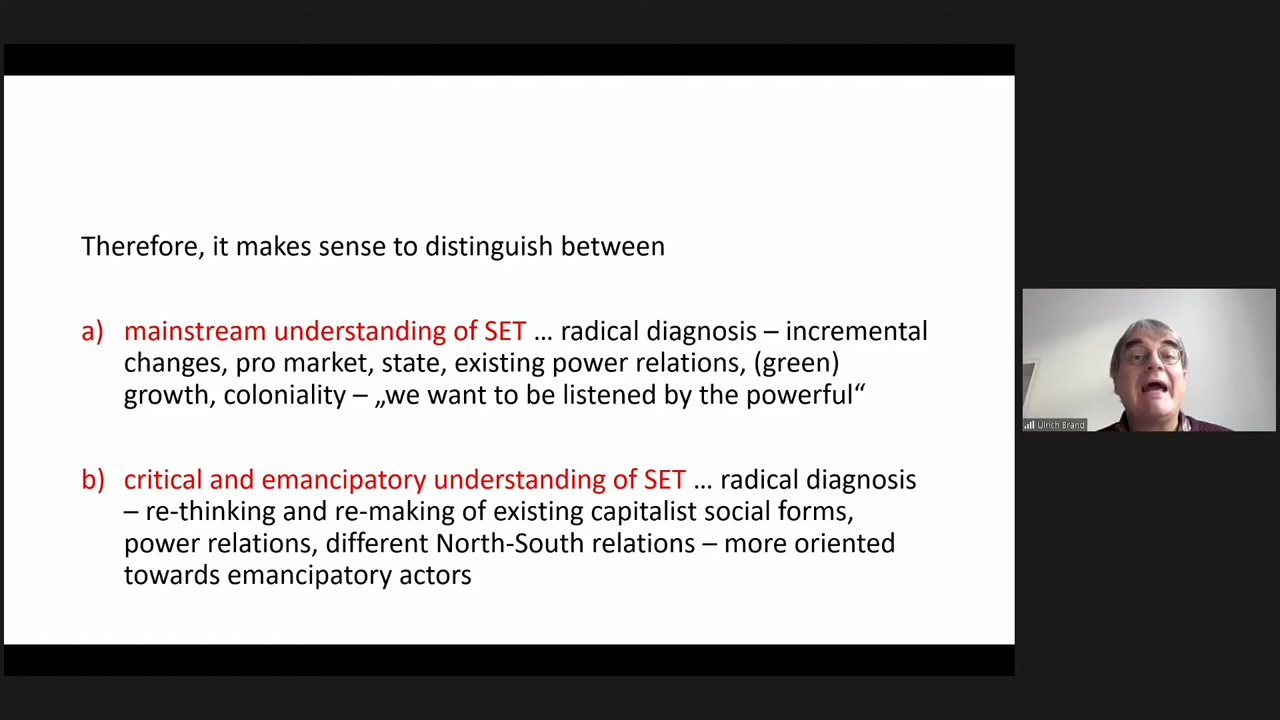 Therefore, it makes sense to distinguish between
a) mainstream understanding of SET … radical diagnosis – incremental
changes, pro market, state, existing power relations, (green)
growth, coloniality – „we want to be listened by the powerful“
b) critical and emancipatory understanding of SET … radical diagnosis
– re-thinking and re-making of existing capitalist social forms,
power relations, different North-South relations – more oriented
towards emancipatory actors
Ulrich Brand